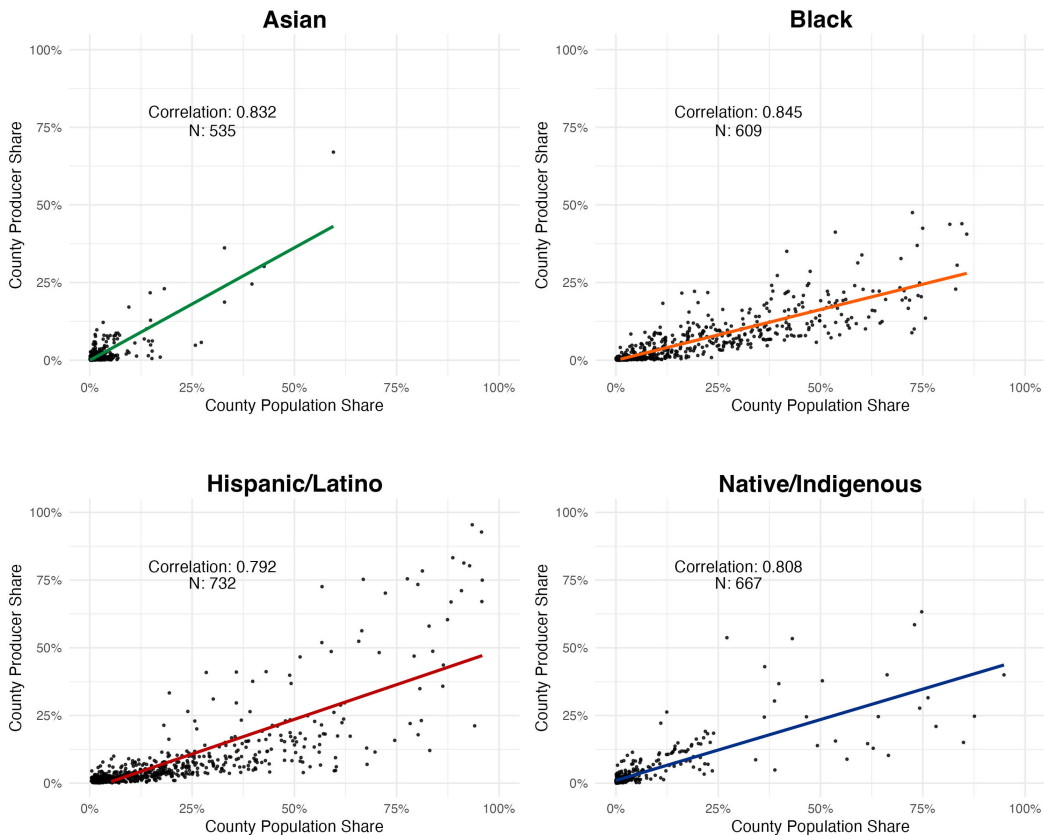 Asian
100%
75%
50%
25%
0%
County Producer Share
Correlation: 0.832
N: 535
0%
25%
50%
75%
100%
County Population Share
Black
100%
75%
50%
25%
0%
County Producer Share
Correlation: 0.845
N: 609
0%
25%
50%
75%
100%
County Population Share
Hispanic/Latino
100%
75%
50%
25%
0%
County Producer Share
Correlation: 0.792
N: 732
0%
25%
50%
75%
100%
County Population Share
Native/Indigenous
100%
75%
50%
25%
0%
County Producer Share
Correlation: 0.808
N: 667
0%
25%
50%
75%
100%
County Population Share